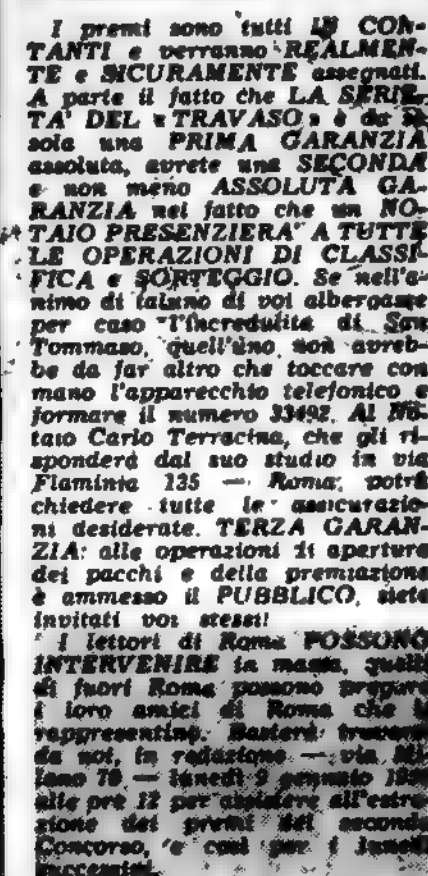 I premi sono tutti IN CON-
TANTI e verranno REALMEN-
TE e SICURAMENTE assegnati.
A parte il fatto che LA SERIE-
TA' DEL « TRAVASO » è da sè
sola una PRIMA GARANZIA
assoluta, avrete una SECONDA
e non meno ASSOLUTA GA-
RANZIA nel fatto che un NO-
TAIO PRESENZIERA' A TUTTE
LE OPERAZIONI DI CLASSI-
FICA e SORTEGGIO. Se nell'a-
nimo di taluno di voi albergasse
per caso l'incredulità di San
Tommaso, quell'uno non avreb-
be da far altro che toccare con
mano l'apparecchio telefonico e
formare il numero 33492. Al No-
taio Carlo Terracina, che gli ri-
sponderà dal suo studio in via
Flaminia 135 — Roma, potrà
chiedere tutte le assicurazio-
ni desiderate. TERZA GARAN-
ZIA: alle operazioni di apertura
dei pacchi e della premiazione
è ammesso il PUBBLICO, siete
invitati voi stessi!
I lettori di Roma POSSONO
INTERVENIRE in massa, quelli
di fuori Roma possono pregare
i loro amici di Roma che li
rappresentino. Basterà trovarsi
da noi, in redazione — via Mi-
lano 70 — lunedì 9 gennaio
alle ore 12 per assistere all'estra-
zione dei premi del secondo
Concorso, e così per i lunedì
successivi.